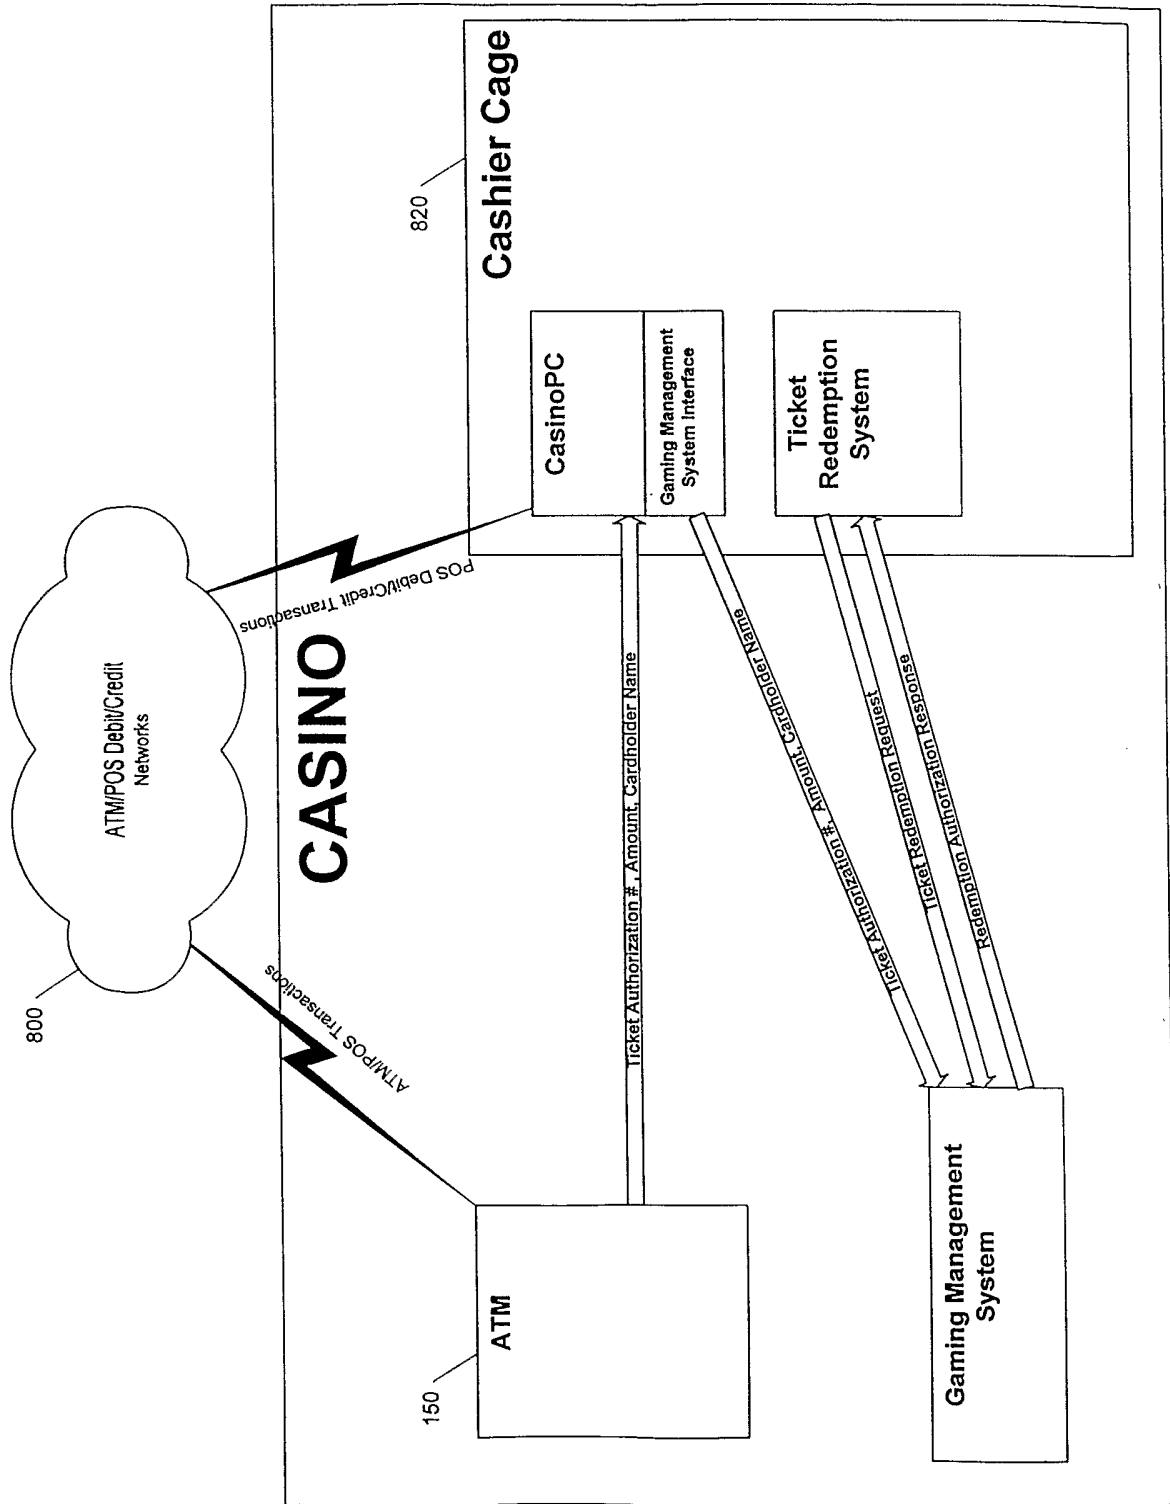 800
ATM/POS Debit/Credit
Networks
ATM/POS Transactions
POS Debit/Credit Transactions
CASINO
150
ATM
820
Cashier Cage
CasinoPC
Gaming Management
System Interface
Ticket Authorization # , Amount, Cardholder Name
Ticket Authorization #, Amount, Cardholder Name
Ticket
Redemption
System
Ticket Redemption Request
Redemption Authorization Response
Gaming Management
System